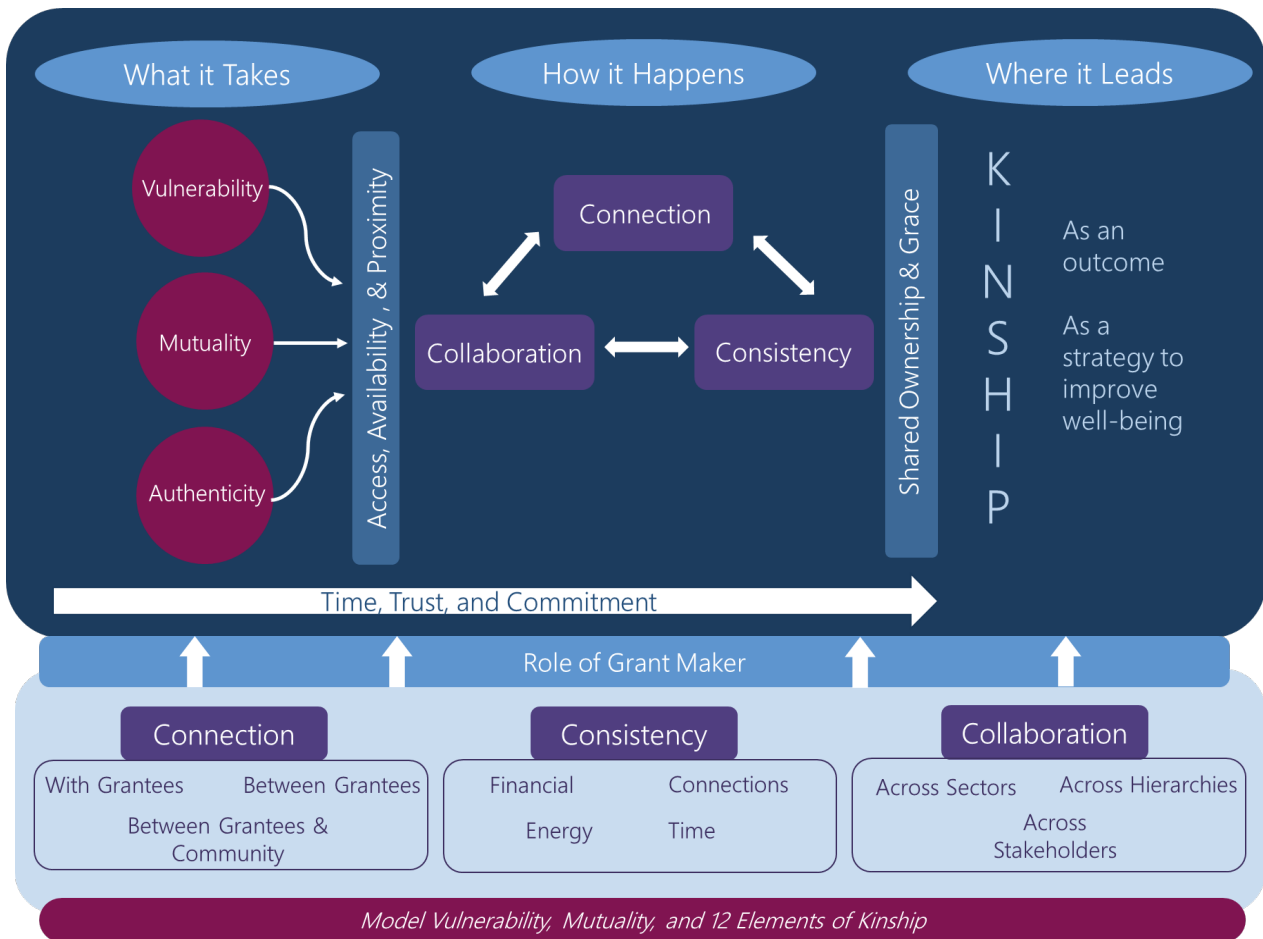 What it Takes
How it Happens
Where it Leads
Vulnerability
Mutuality
Authenticity
Access, Availability , & Proximity
Connection
Collaboration
Consistency
Shared Ownership & Grace
KINSHIP
As an
outcome
As a
strategy to
improve
well-being
Time, Trust, and Commitment
Role of Grant Maker
Connection
With Grantees
Between Grantees
Between Grantees &
Community
Consistency
Financial
Connections
Energy
Time
Collaboration
Across Sectors
Across Hierarchies
Across
Stakeholders
Model Vulnerability, Mutuality, and 12 Elements of Kinship